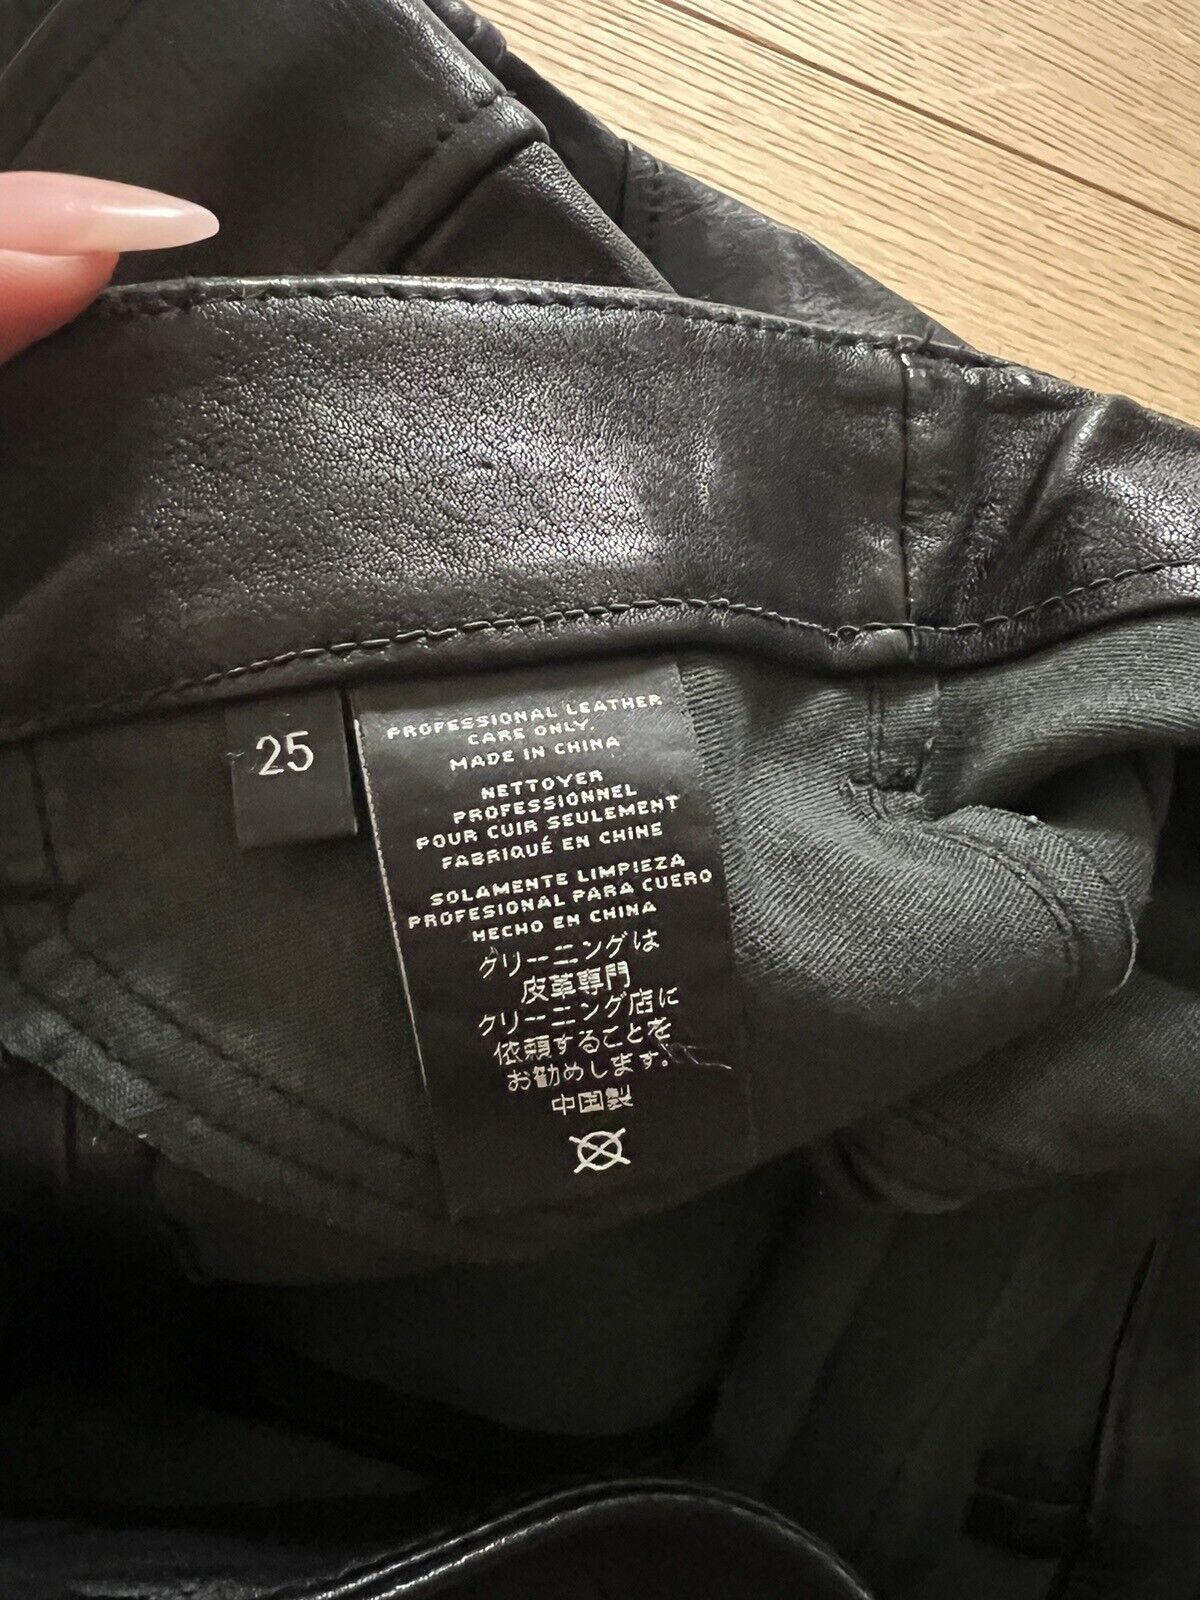 25
PROFESSIONAL LEATHER
CARE ONLY.
MADE IN CHINA
NETTOYER
PROFESSIONNEL
POUR CUIR SEULEMENT
FABRIQUÉ EN CHINE
SOLAMENTE LIMPIEZA
PROFESIONAL PARA CUERO
HECHO EN CHINA
クリーニングは
皮革専門
クリーニング店に
依頼することを
お勧めします。
中国製